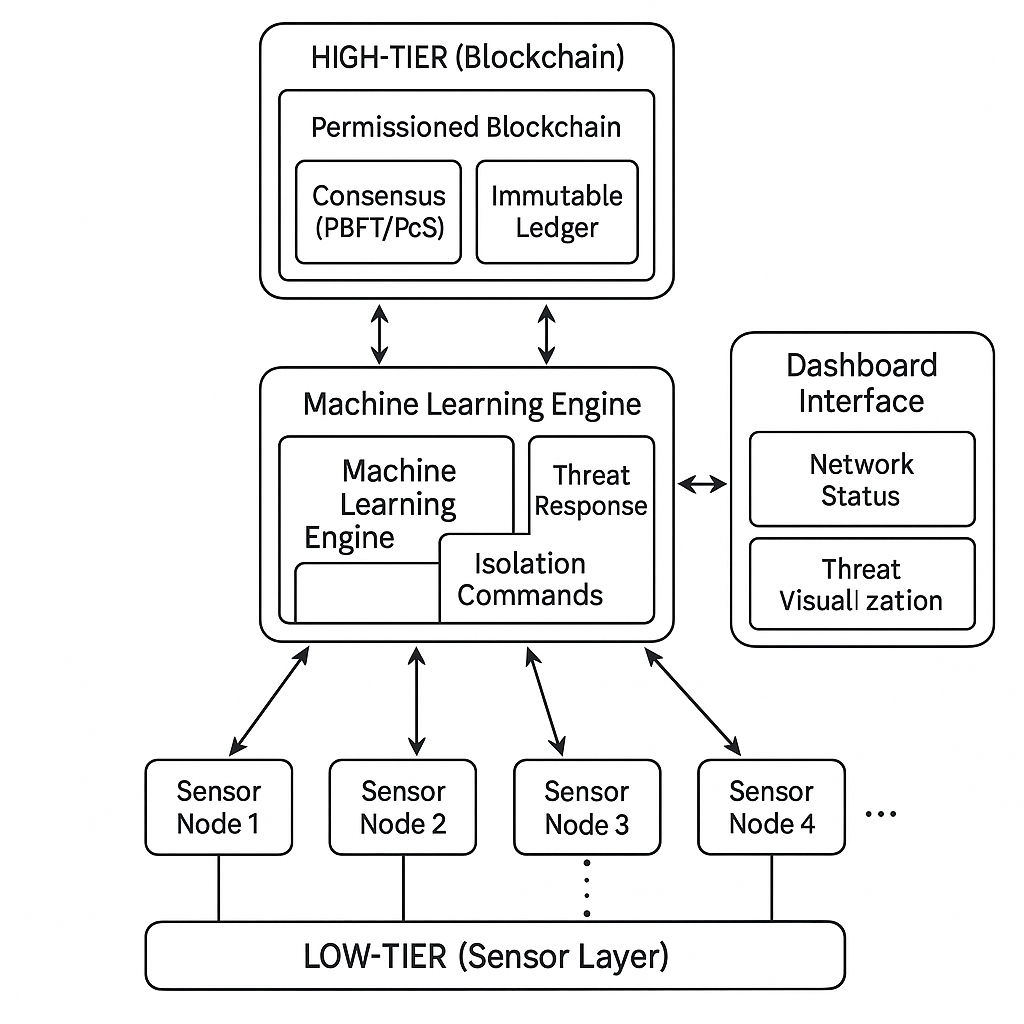 HIGH-TIER (Blockchain)
Permissioned Blockchain
Consensus
(PBFT/PcS)
Immutable
Ledger
Machine Learning Engine
Machine
Learning
Engine
Threat
Response
Isolation
Commands
Dashboard
Interface
Network
Status
Threat
Visuall zation
Sensor
Node 1
Sensor
Node 2
Sensor
Node 3
Sensor
Node 4
...
LOW-TIER (Sensor Layer)